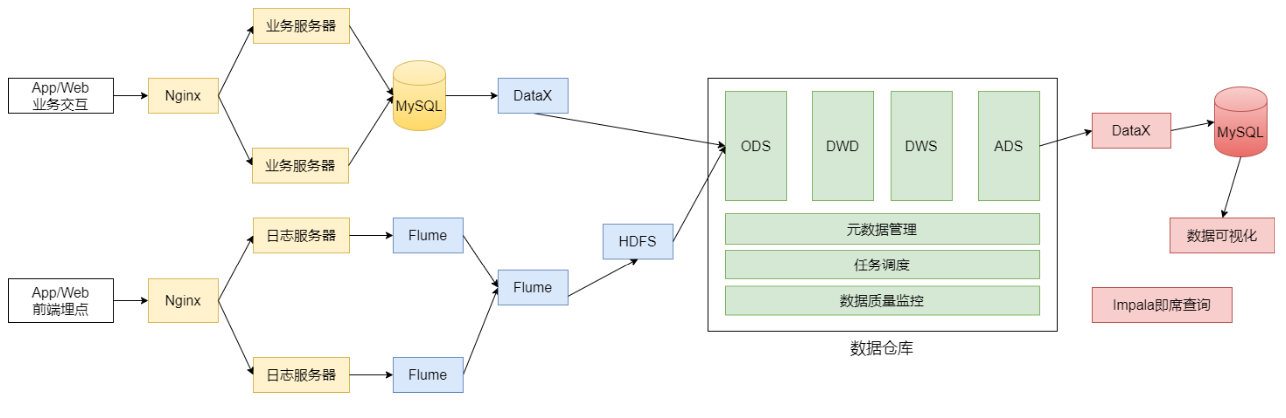 App/Web
业务交互
Nginx
业务服务器
业务服务器
MySQL
DataX
App/Web
前端埋点
Nginx
日志服务器
日志服务器
Flume
Flume
Flume
HDFS
ODS
DWD
DWS
ADS
元数据管理
任务调度
数据质量监控
数据仓库
DataX
MySQL
数据可视化
Impala即席查询